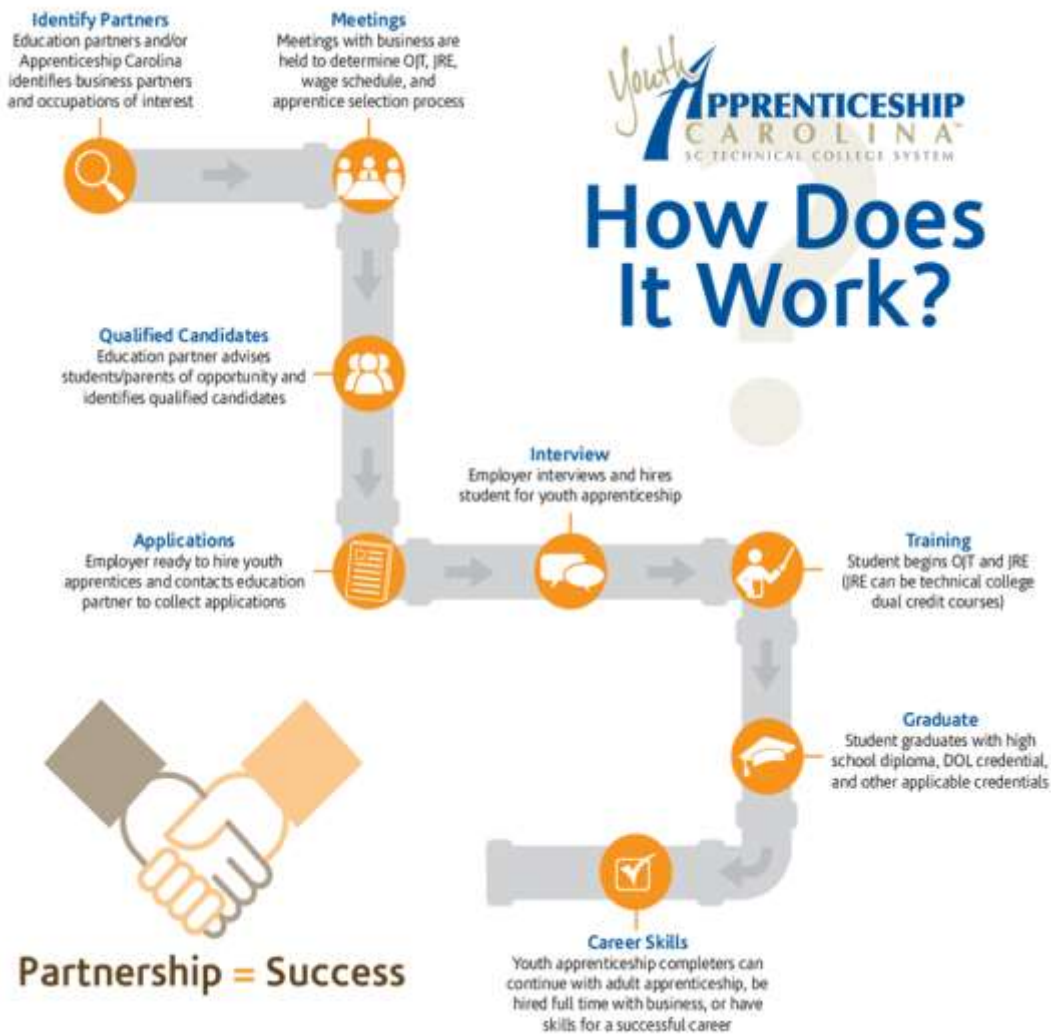 Identify Partners
Education partners and/or
Apprenticeship Carolina
identifies business partners
and occupations of interest
Meetings
Meetings with business are
held to determine OJT, JRE,
wage schedule, and
apprentice selection process
Youth
APPRENTICESHIP
CAROLINA™
SC TECHNICAL COLLEGE SYSTEM
How Does
It Work?
Qualified Candidates
Education partner advises
students/parents of opportunity and
identifies qualified candidates
Interview
Employer interviews and hires
student for youth apprenticeship
Applications
Employer ready to hire youth
apprentices and contacts education
partner to collect applications
Training
Student begins OJT and JRE
(JRE can be technical college
dual credit courses)
Graduate
Student graduates with high
school diploma, DOL credential,
and other applicable credentials
Partnership = Success
Career Skills
Youth apprenticeship completers can
continue with adult apprenticeship, be
hired full time with business, or have
skills for a successful career